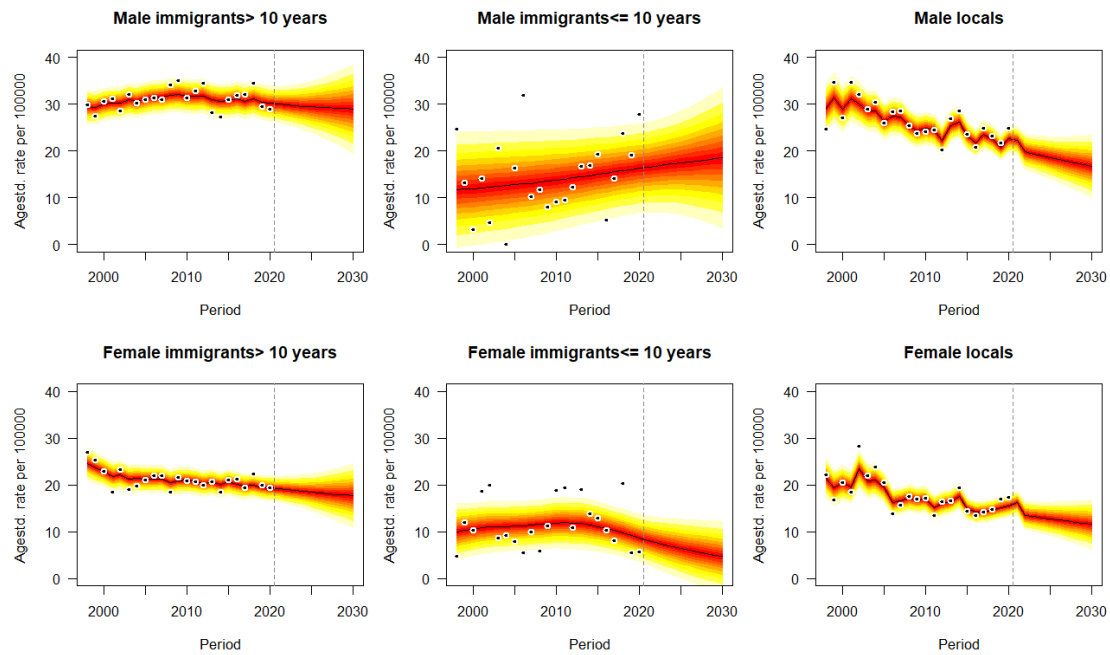 Male immigrants> 10 years
Male immigrants<= 10 years
Male locals
Agestd. rate per 100000
40
30
20
10
0
2000 2010 2020 2030
Period
Agestd. rate per 100000
40
30
20
10
0
2000 2010 2020 2030
Period
Agestd. rate per 100000
40
30
20
10
0
2000 2010 2020 2030
Period
Female immigrants> 10 years
Female immigrants<= 10 years
Female locals
Agestd. rate per 100000
40
30
20
10
0
2000 2010 2020 2030
Period
Agestd. rate per 100000
40
30
20
10
0
2000 2010 2020 2030
Period
Agestd. rate per 100000
40
30
20
10
0
2000 2010 2020 2030
Period